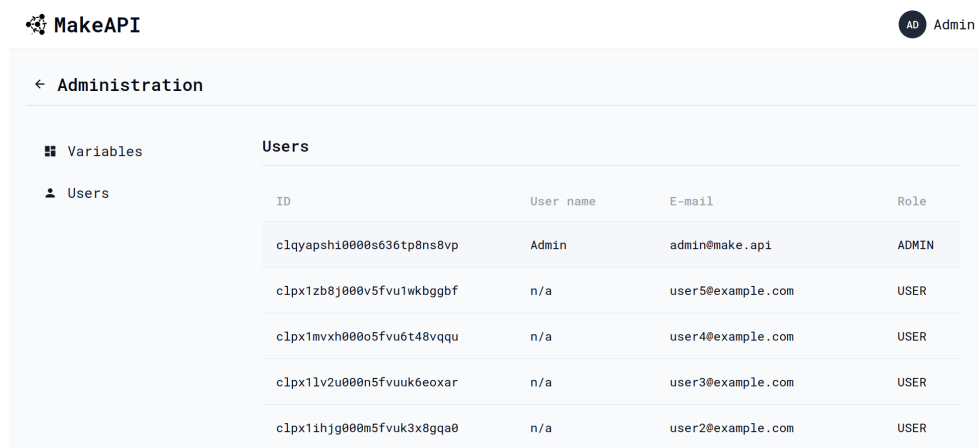 MakeAPI
AD Admin
← Administration
Variables
Users
Users
ID User name E-mail Role
clqyapshi0000s636tp8ns8vp Admin admin@make.api ADMIN
clpx1zb8j000v5fvu1wkbggbf n/a user5@example.com USER
clpx1mvxh000o5fvu6t48vqqu n/a user4@example.com USER
clpx1lv2u000n5fvuuk6eoxar n/a user3@example.com USER
clpx1ihjg000m5fvuk3x8gqa0 n/a user2@example.com USER